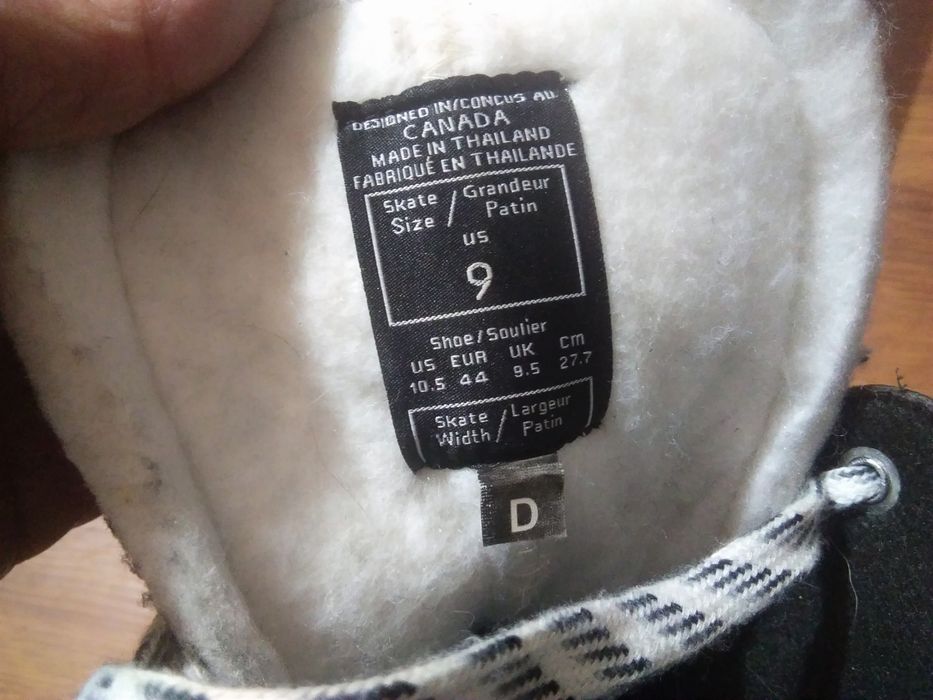 DESIGNED IN/CONCUS AU
CANADA
MADE IN THAILAND
FABRIQUÉ EN THAILANDE
Skate Size / Grandeur Patin
US
9
Shoe/Soulier
US EUR UK cm
10.5 44 9.5 27.7
Skate Width / Largeur Patin
D